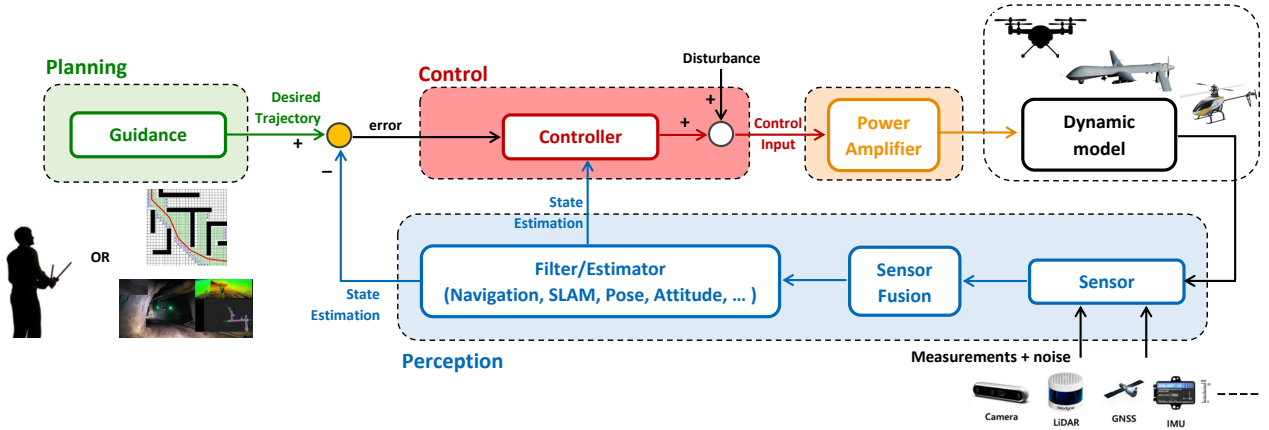 Planning
Guidance
Desired
Trajectory
+
−
error
Control
Controller
+
Disturbance
+
Control
Input
Power
Amplifier
Dynamic
model
OR
State
Estimation
State
Estimation
Filter/Estimator
(Navigation, SLAM, Pose, Attitude, ... )
Sensor
Fusion
Sensor
Perception
Measurements + noise
Camera
LiDAR
GNSS
IMU